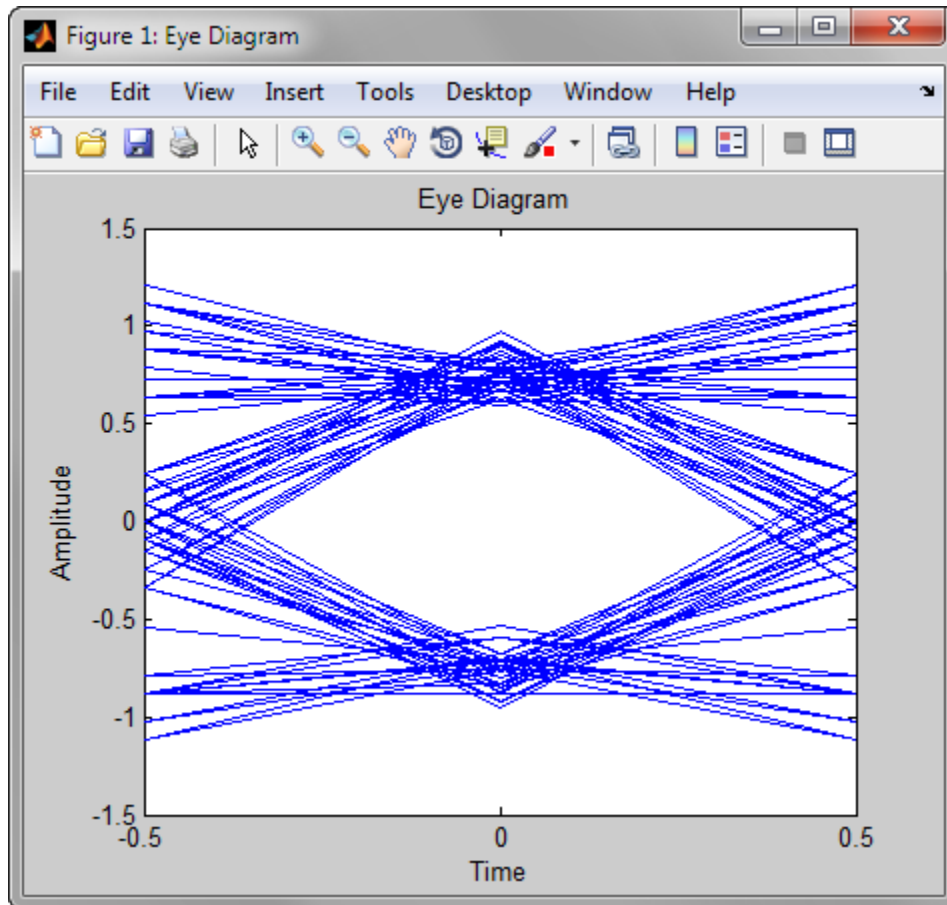 Figure 1: Eye Diagram
File Edit View Insert Tools Desktop Window Help
Eye Diagram
1.5
1
0.5
0
-0.5
-1
-1.5
Amplitude
-0.5 0 0.5
Time